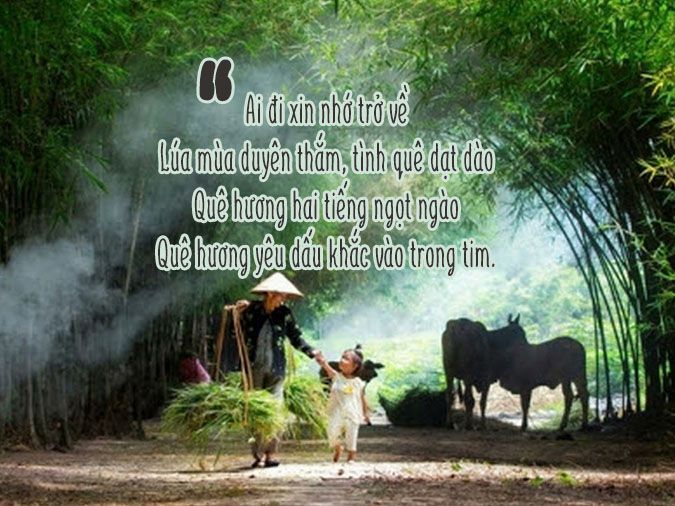 “
Ai đi xin nhớ trở về
Lúa mùa duyên thắm, tình quê dạt dào
Quê hương hai tiếng ngọt ngào
Quê hương yêu dấu khắc vào trong tim.